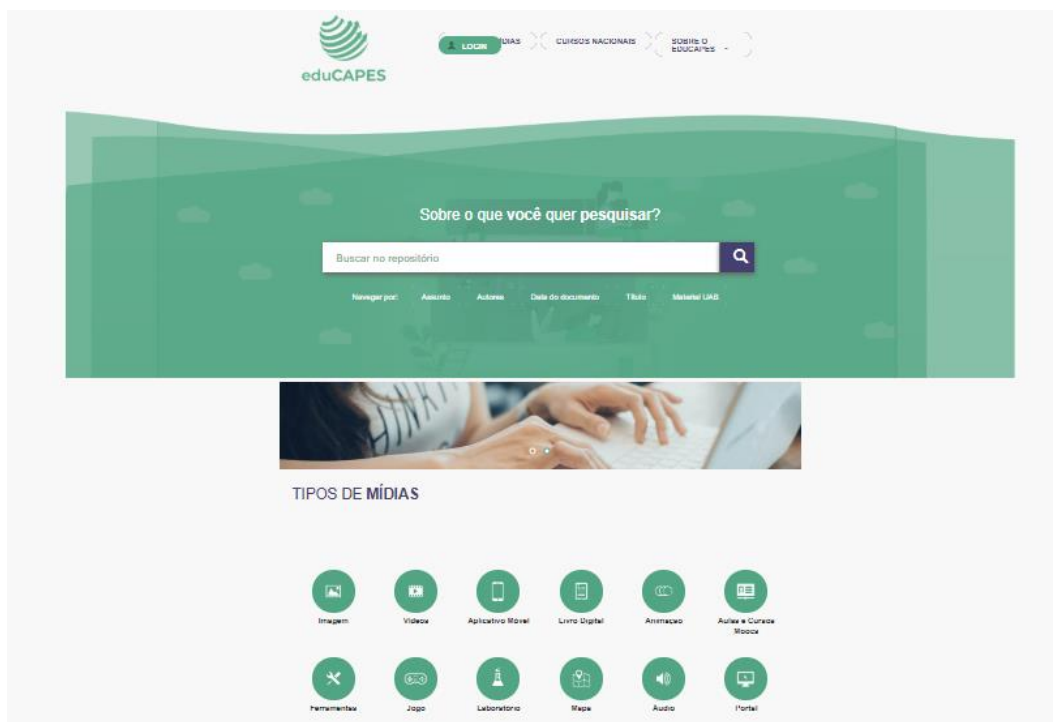 eduCAPES
LOGIN
CURSOS NACIONAIS
SOBRE O
EDUCAPES
Sobre o que você quer pesquisar?
Buscar no repositório
Navegar por: Assunto Autores Data do documento Título Material UAB
THINK
TIPOS DE MÍDIAS
Imagem Vídeos Aplicativo Móvel Livro Digital Animação Aulas e Cursos
Moocs
Ferramentas Jogo Laboratório Mapa Áudio Portal